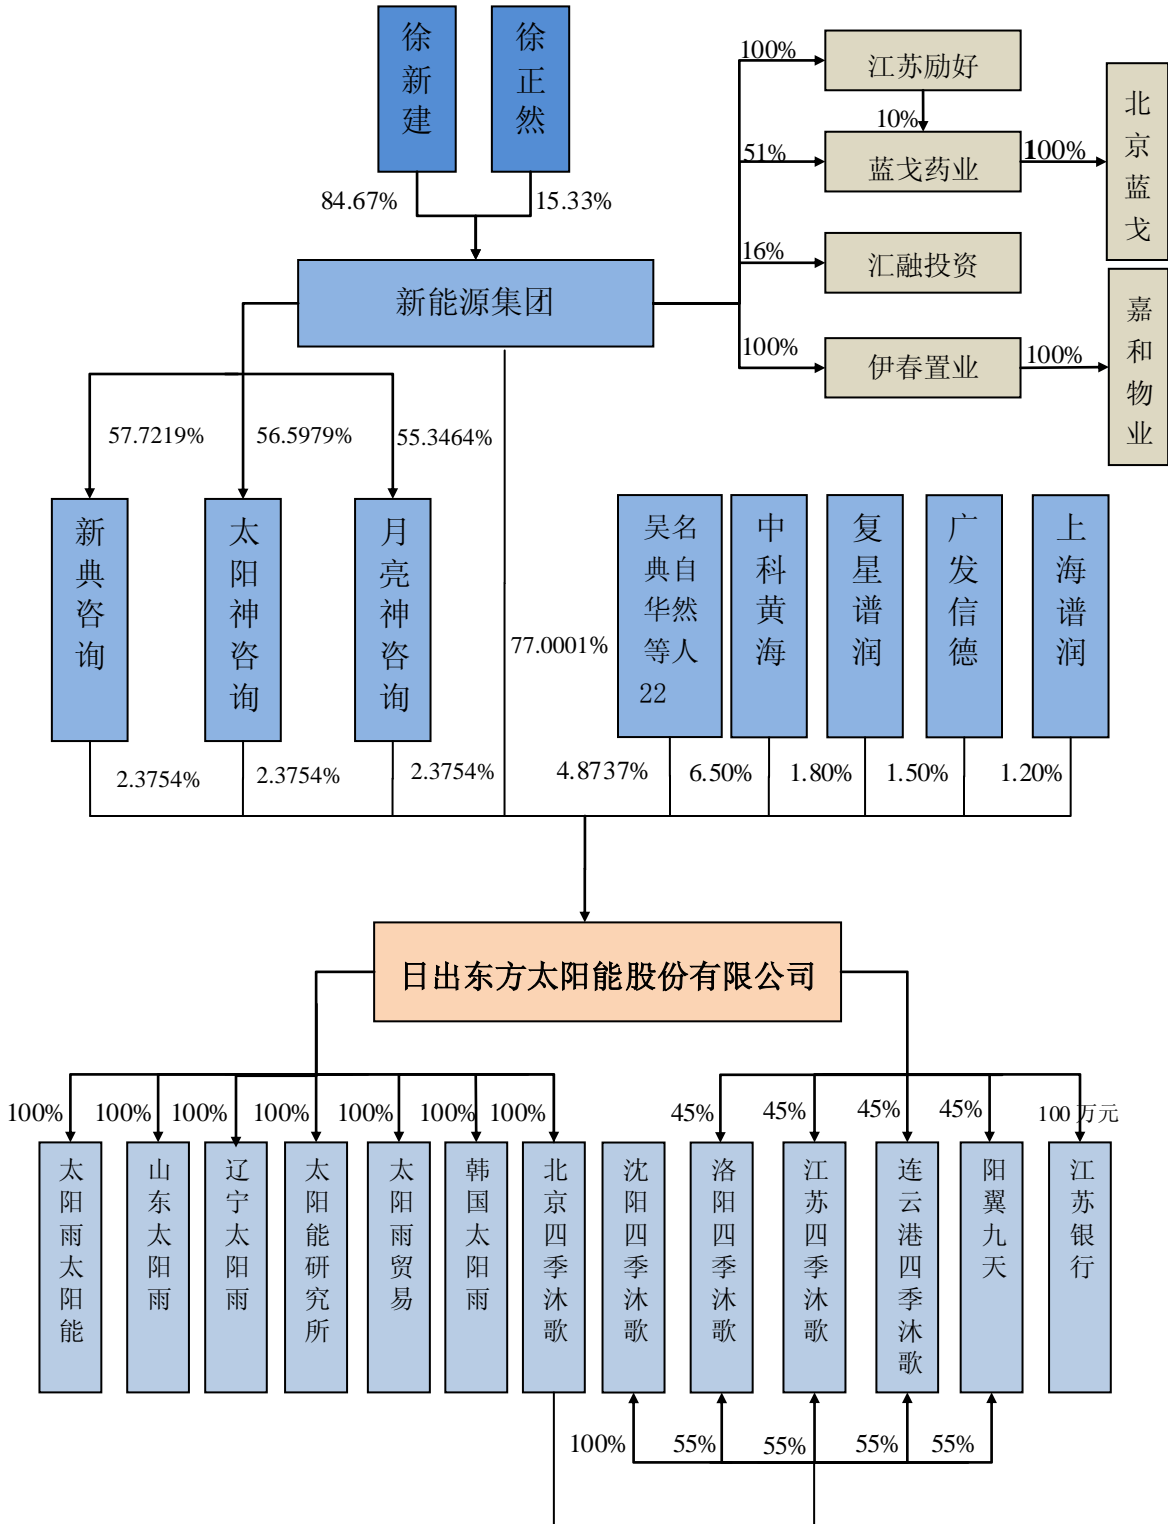 徐新建
徐正然
100%
江苏励好
10%
51%
蓝戈药业
100%
北京蓝戈
84.67%
15.33%
16%
汇融投资
新能源集团
100%
伊春置业
100%
嘉和物业
57.7219%
56.5979%
55.3464%
新典咨询
太阳神咨询
月亮神咨询
77.0001%
吴典华等22
名自然人
中科黄海
复星谱润
广发信德
上海谱润
2.3754%
2.3754%
2.3754%
4.8737%
6.50%
1.80%
1.50%
1.20%
日出东方太阳能股份有限公司
100%
100%
100%
100%
100%
100%
100%
45%
45%
45%
45%
100 万元
太阳雨太阳能
山东太阳雨
辽宁太阳雨
太阳能研究所
太阳雨贸易
韩国太阳雨
北京四季沐歌
沈阳四季沐歌
洛阳四季沐歌
江苏四季沐歌
连云港四季沐歌
阳翼九天
江苏银行
100%
55%
55%
55%
55%